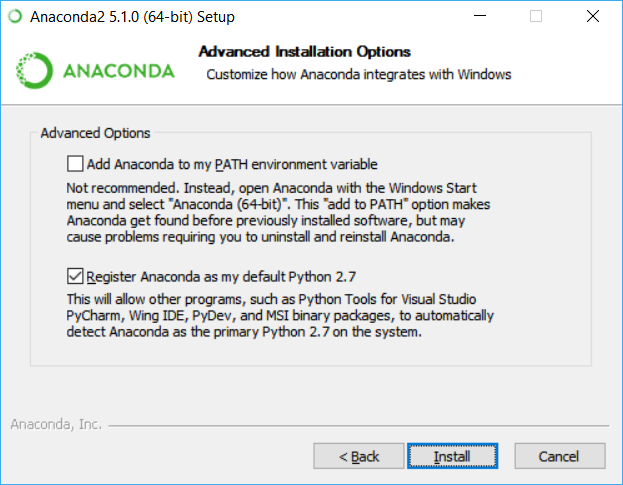 Anaconda2 5.1.0 (64-bit) Setup
Advanced Installation Options
Customize how Anaconda integrates with Windows
ANACONDA
Advanced Options
Add Anaconda to my PATH environment variable
Not recommended. Instead, open Anaconda with the Windows Start
menu and select "Anaconda (64-bit)". This "add to PATH" option makes
Anaconda get found before previously installed software, but may
cause problems requiring you to uninstall and reinstall Anaconda.
Register Anaconda as my default Python 2.7
This will allow other programs, such as Python Tools for Visual Studio
PyCharm, Wing IDE, PyDev, and MSI binary packages, to automatically
detect Anaconda as the primary Python 2.7 on the system.
Anaconda, Inc.
< Back
Install
Cancel